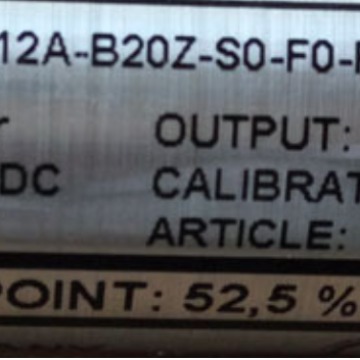 12A-B20Z-S0-F0-
OUTPUT:
DC CALIBRAT
ARTICLE:
POINT: 52,5 %